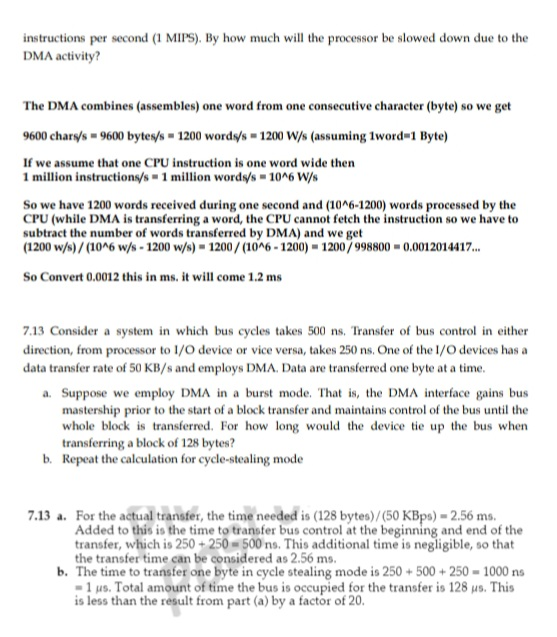 instructions per second (1 MIPS). By how much will the processor be slowed down due to the
DMA activity?
The DMA combines (assembles) one word from one consecutive character (byte) so we get
9600 chars/s = 9600 bytes/s = 1200 words/s = 1200 W/s (assuming 1word=1 Byte)
If we assume that one CPU instruction is one word wide then
1 million instructions/s = 1 million words/s = 10^6 W/s
So we have 1200 words received during one second and (10^6-1200) words processed by the
CPU (while DMA is transferring a word, the CPU cannot fetch the instruction so we have to
subtract the number of words transferred by DMA) and we get
(1200 w/s) / (10^6 w/s - 1200 w/s) = 1200 / (10^6 - 1200) = 1200 / 998800 = 0.0012014417...
So Convert 0.0012 this in ms. it will come 1.2 ms
7.13 Consider a system in which bus cycles takes 500 ns. Transfer of bus control in either
direction, from processor to I/O device or vice versa, takes 250 ns. One of the I/O devices has a
data transfer rate of 50 KB/s and employs DMA. Data are transferred one byte at a time.
a. Suppose we employ DMA in a burst mode. That is, the DMA interface gains bus
mastership prior to the start of a block transfer and maintains control of the bus until the
whole block is transferred. For how long would the device tie up the bus when
transferring a block of 128 bytes?
b. Repeat the calculation for cycle-stealing mode
7.13 a. For the actual transfer, the time needed is (128 bytes)/(50 KBps) = 2.56 ms.
Added to this is the time to transfer bus control at the beginning and end of the
transfer, which is 250 + 250 = 500 ns. This additional time is negligible, so that
the transfer time can be considered as 2.56 ms.
b. The time to transfer one byte in cycle stealing mode is 250 + 500 + 250 = 1000 ns
= 1 μs. Total amount of time the bus is occupied for the transfer is 128 μs. This
is less than the result from part (a) by a factor of 20.